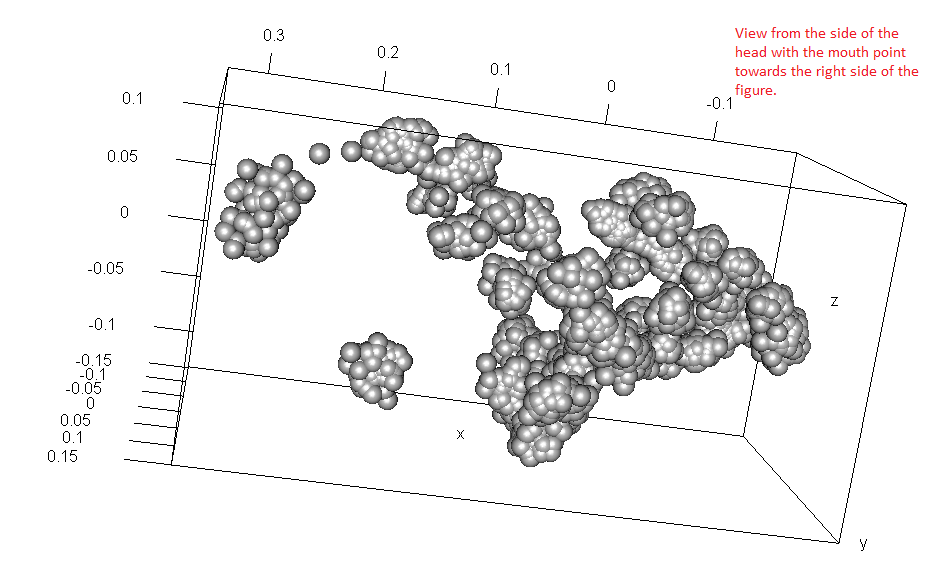 0.3
0.2
0.1
0
-0.1
View from the side of the
head with the mouth point
towards the right side of the
figure.
0.1
0.05
0
-0.05
-0.1
-0.15
-0.1
-0.05
0
0.05
0.1
0.15
z
x
y